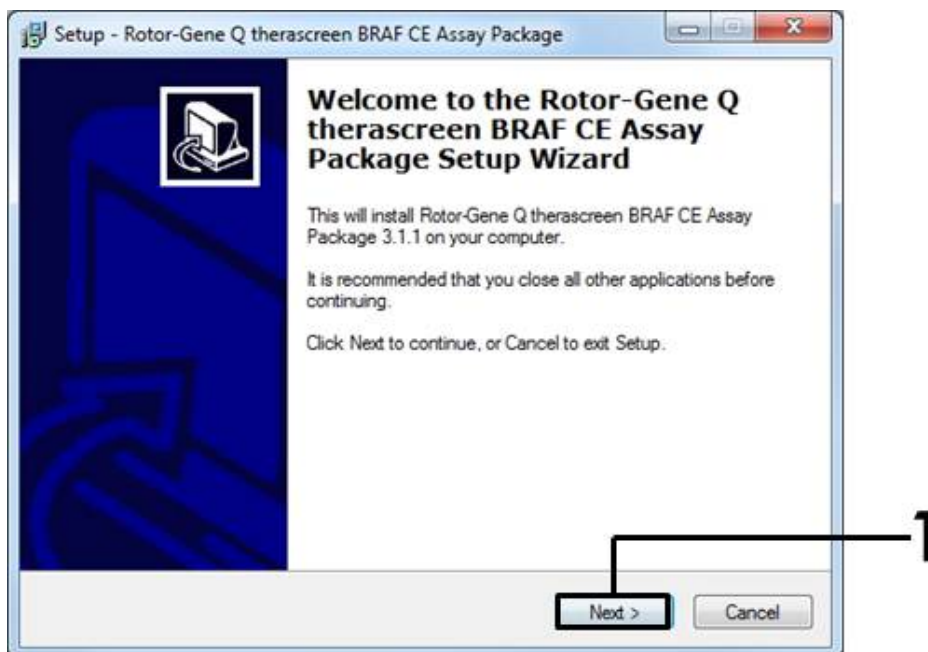 Setup - Rotor-Gene Q therascreen BRAF CE Assay Package
Welcome to the Rotor-Gene Q
therascreen BRAF CE Assay
Package Setup Wizard
This will install Rotor-Gene Q therascreen BRAF CE Assay
Package 3.1.1 on your computer.
It is recommended that you close all other applications before
continuing.
Click Next to continue, or Cancel to exit Setup.
1
Next >
Cancel